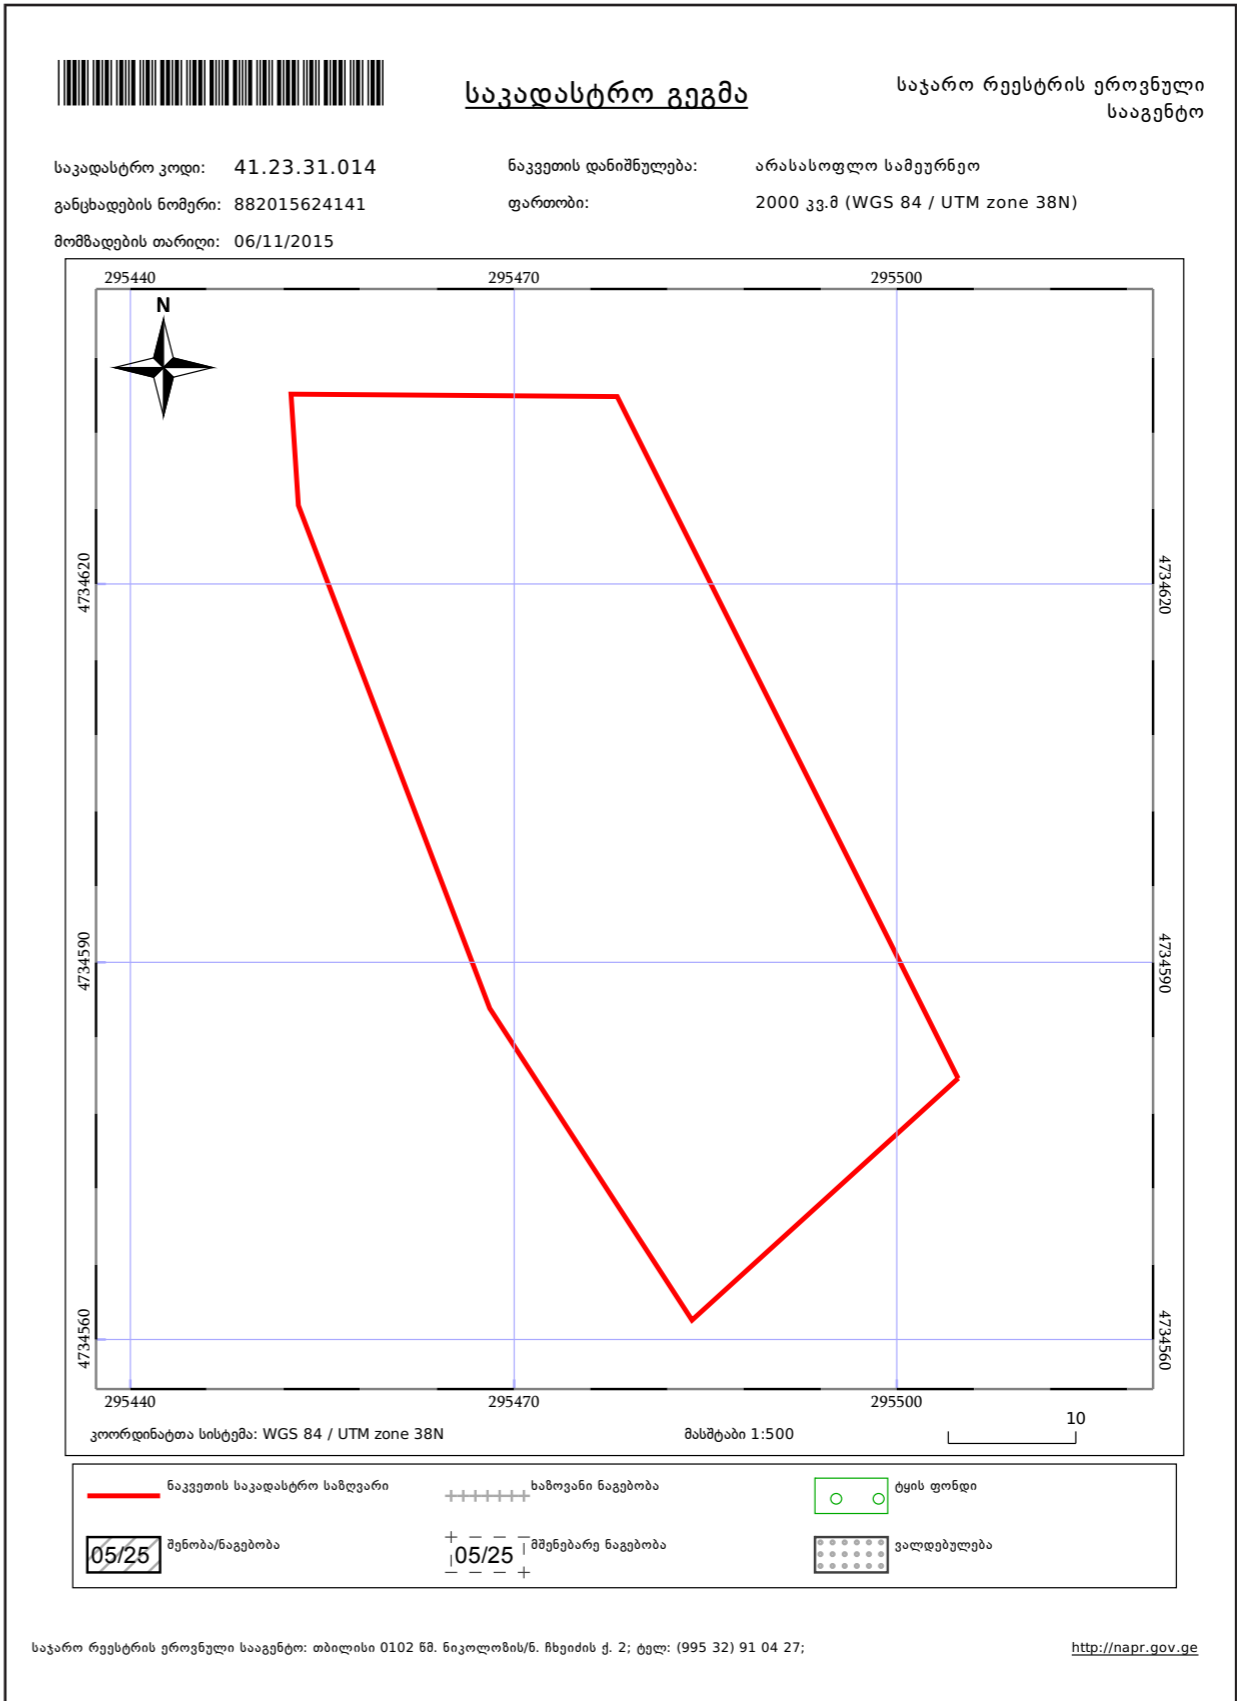 საკადასტრო გეგმა
საჯარო რეესტრის ეროვნული
სააგენტო
საკადასტრო კოდი: 41.23.31.014
ნაკვეთის დანიშნულება: არასასოფლო სამეურნეო
განცხადების ნომერი: 882015624141
ფართობი: 2000 კვ.მ (WGS 84 / UTM zone 38N)
მომზადების თარიღი: 06/11/2015
295440 295470 295500
N
4734620 4734620
4734590 4734590
4734560 4734560
295440 295470 295500
კოორდინატთა სისტემა: WGS 84 / UTM zone 38N მასშტაბი 1:500 10
ნაკვეთის საკადასტრო საზღვარი ხაზოვანი ნაგებობა ტყის ფონდი
05/25 შენობა/ნაგებობა 05/25 მშენებარე ნაგებობა ვალდებულება
საჯარო რეესტრის ეროვნული სააგენტო: თბილისი 0102 წმ. ნიკოლოზის/ნ. ჩხეიძის ქ. 2; ტელ: (995 32) 91 04 27; http://napr.gov.ge